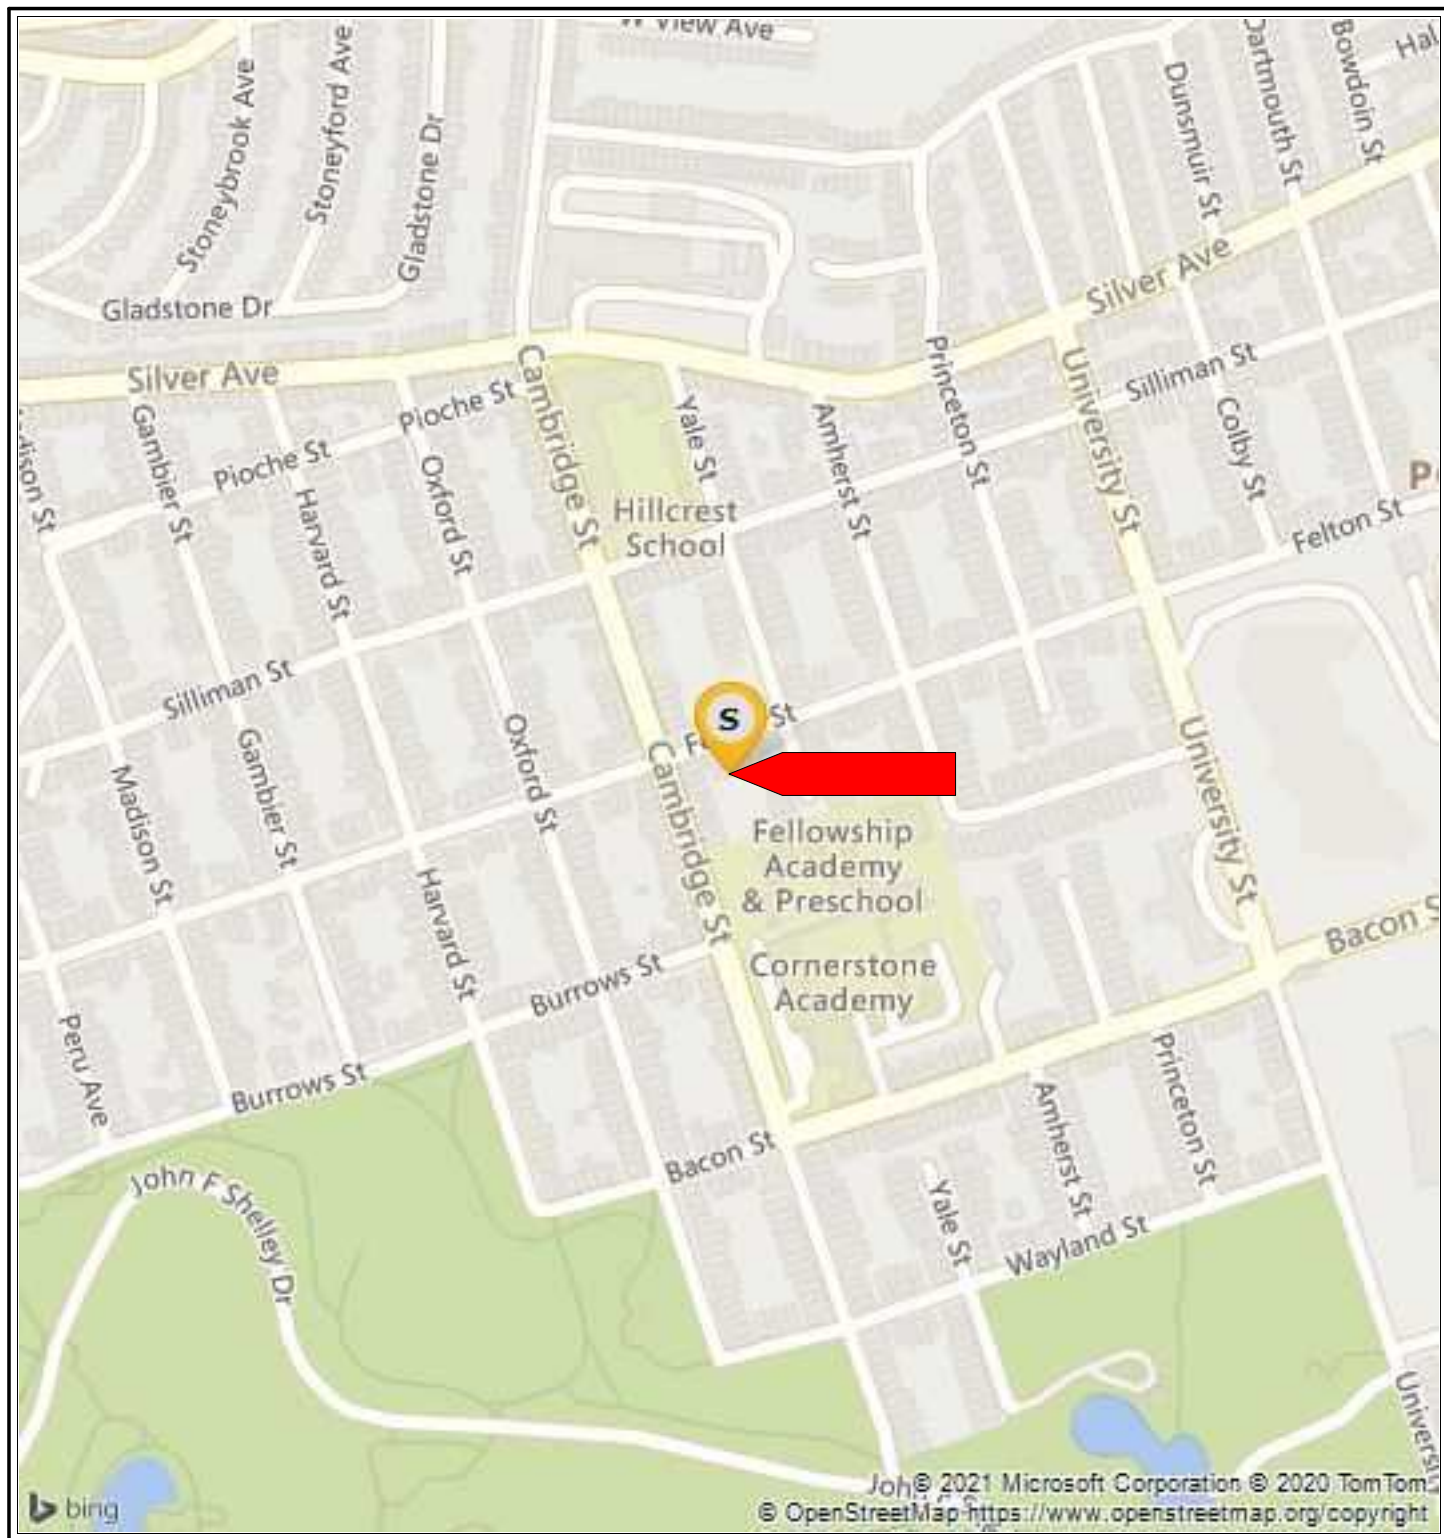 W View Ave
Stoneybrook Ave
Stoneyford Ave
Gladstone Dr
Dunsmuir St
Dartmouth St
Bowdoin St
Hal
Gladstone Dr
Silver Ave
Silver Ave
Pioche St
Pioche St
Cambridge St
Yale St
Amherst St
Princeton St
University St
Silliman St
Colby St
Felton St
P
dison St
Gambier St
Harvard St
Oxford St
Hillcrest
School
Silliman St
S
St
Gambier St
Oxford St
Cambridge St
University St
Madison St
Harvard St
Fellowship
Academy
& Preschool
Bacon S
Burrows St
Cornerstone
Academy
Peru Ave
Burrows St
Princeton St
Amherst St
Bacon St
John F Shelley Dr
Yale St
Wayland St
Universi
Joh
© 2021 Microsoft Corporation © 2020 TomTom
bing
© OpenStreetMap https://www.openstreetmap.org/copyright